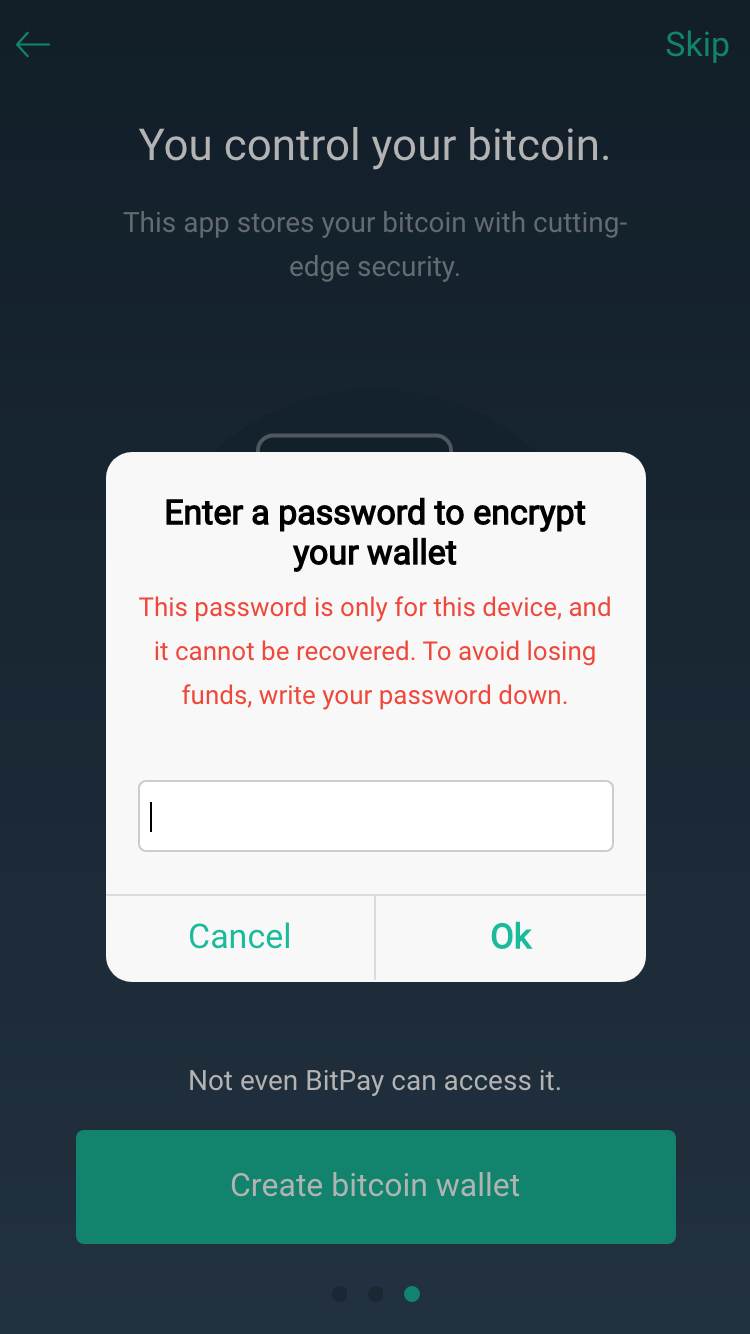 Skip
You control your bitcoin.
This app stores your bitcoin with cutting-
edge security.
Enter a password to encrypt
your wallet
This password is only for this device, and
it cannot be recovered. To avoid losing
funds, write your password down.
Cancel
Ok
Not even BitPay can access it.
Create bitcoin wallet